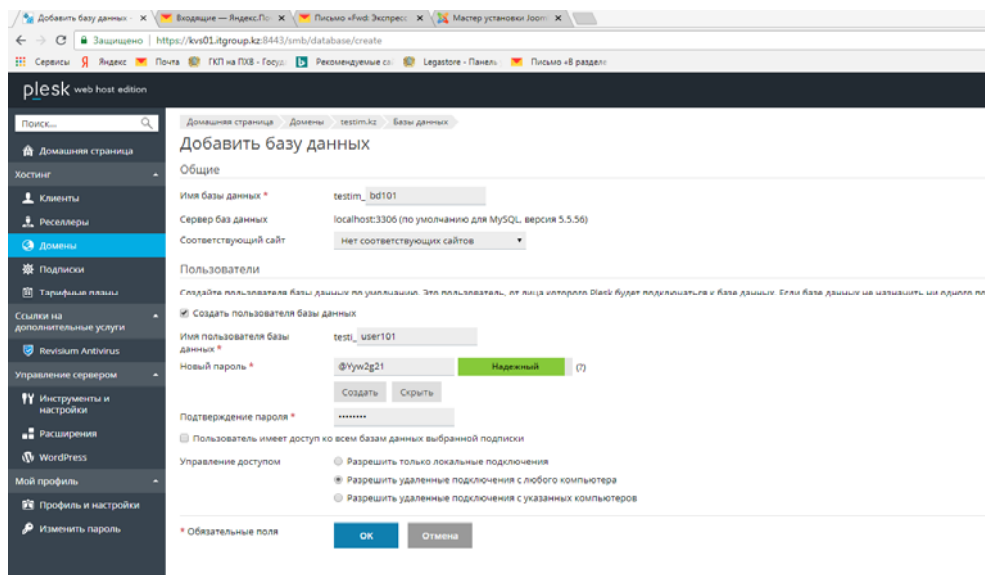 Добавить базу данных -
Входящие — Яндекс.По
Письмо «Fwd: Экспресс
Мастер установки Joom
Защищено
https://kvs01.itgroup.kz:8443/smb/database/create
Сервисы
Яндекс
Почта
ГКП на ПХВ - Госуд
Рекомендуемые са
Legastore - Панель
Письмо «В разделе
plesk web host edition
Поиск...
Домашняя страница
Хостинг
Клиенты
Реселлеры
Домены
Подписки
Тарифные планы
Ссылки на
дополнительные услуги
Revisium Antivirus
Управление сервером
Инструменты и
настройки
Расширения
WordPress
Мой профиль
Профиль и настройки
Изменить пароль
Домашняя страница Домены testim.kz Базы данных
Добавить базу данных
Общие
Имя базы данных * testim_ bd101
Сервер баз данных localhost:3306 (по умолчанию для MySQL, версия 5.5.56)
Соответствующий сайт Нет соответствующих сайтов
Пользователи
Создайте пользователя базы данных по умолчанию. Это пользователь, от лица которого Plesk будет подключаться к базе данных. Если базе данных не назначить ни одного по
Создать пользователя базы данных
Имя пользователя базы
данных * testi_ user101
Новый пароль * @Yyw2g21 Надежный (?)
Создать Скрыть
Подтверждение пароля * ••••••••
Пользователь имеет доступ ко всем базам данных выбранной подписки
Управление доступом Разрешить только локальные подключения
Разрешить удаленные подключения с любого компьютера
Разрешить удаленные подключения с указанных компьютеров
* Обязательные поля OK Отмена